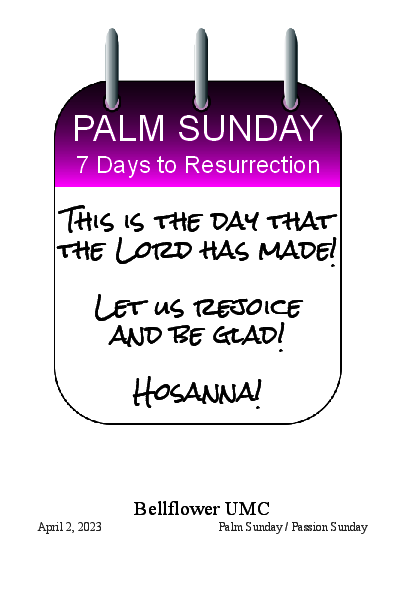 PALM SUNDAY
7 Days to Resurrection
This is the day that
the Lord has made!
Let us rejoice
and be glad!
Hosanna!
Bellflower UMC
April 2, 2023 Palm Sunday / Passion Sunday